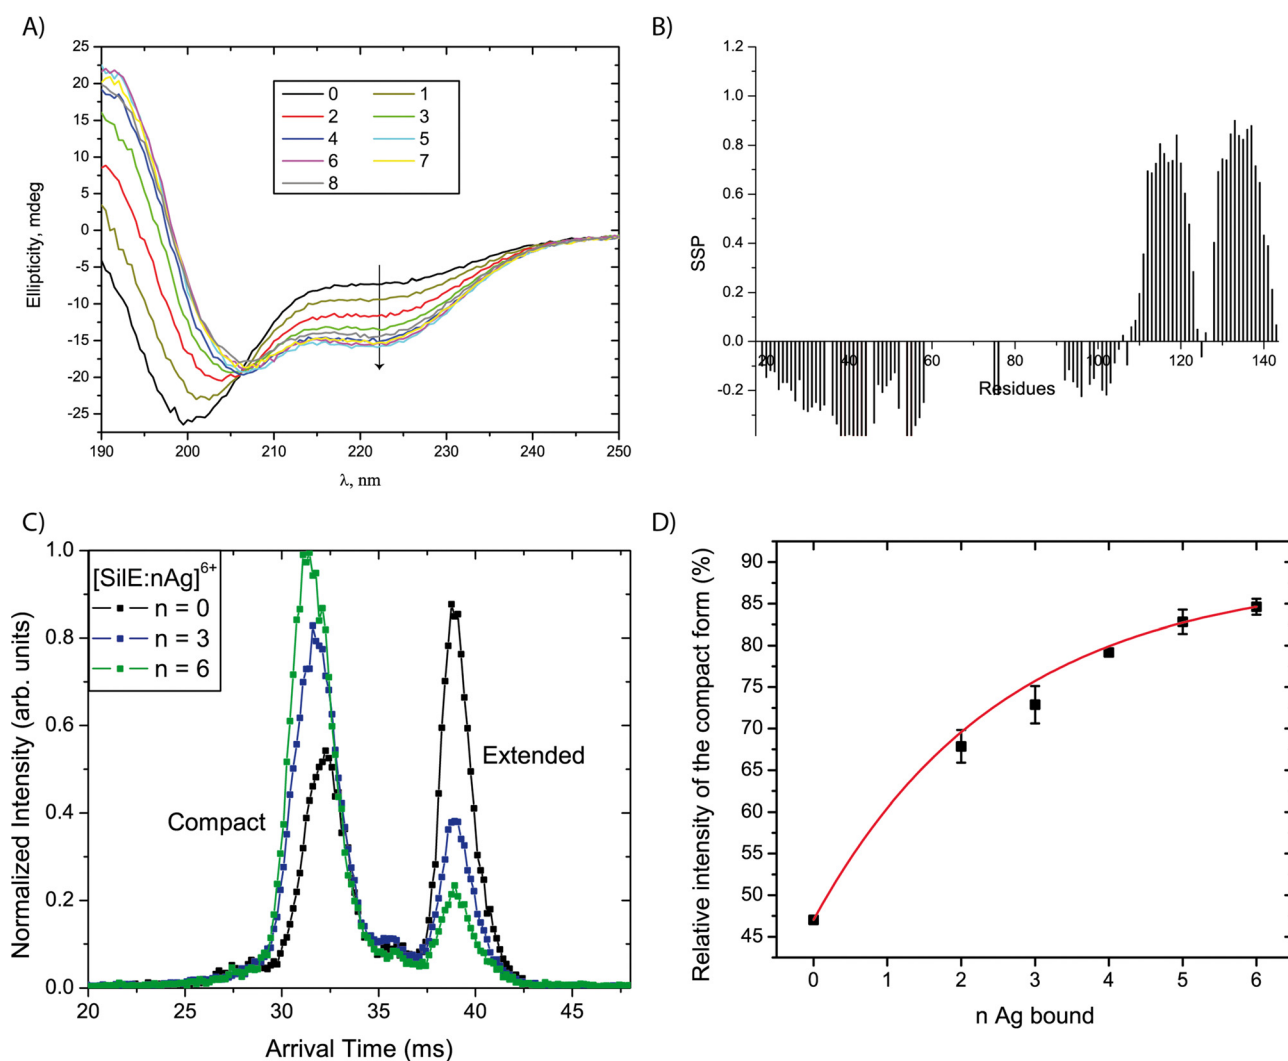 A)
25
20
15
10
5
0
-5
-10
-15
-20
-25
Ellipticity, mdeg
0 1
2 3
4 5
6 7
8
190 200 210 220 230 240 250
λ, nm
B)
1.2
1.0
0.8
0.6
0.4
0.2
0.0
-0.2
SSP
20 40 60 80 100 120 140
Residues
C)
1.0
0.8
0.6
0.4
0.2
0.0
Normalized Intensity (arb. units)
[SilE:nAg]⁶⁺
n = 0
n = 3
n = 6
Compact
Extended
20 25 30 35 40 45
Arrival Time (ms)
D)
90
85
80
75
70
65
60
55
50
45
Relative intensity of the compact form (%)
0 1 2 3 4 5 6
n Ag bound